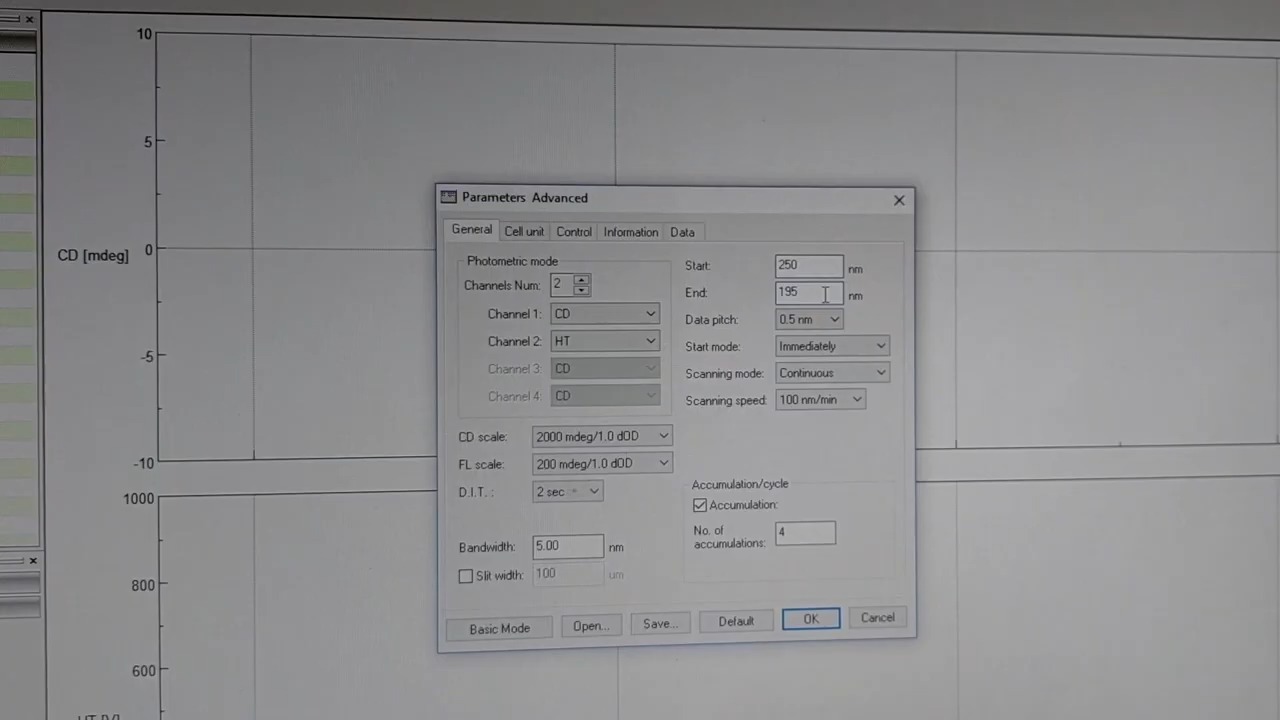 10
5
CD [mdeg]
0
-5
-10
1000
800
600
Parameters Advanced
General
Cell unit
Control
Information
Data
Photometric mode
Channels Num: 2
Channel 1: CD
Channel 2: HT
Channel 3: CD
Channel 4: CD
Start: 250 nm
End: 195 nm
Data pitch: 0.5 nm
Start mode: Immediately
Scanning mode: Continuous
Scanning speed: 100 nm/min
CD scale: 2000 mdeg/1.0 dOD
FL scale: 200 mdeg/1.0 dOD
D.I.T. : 2 sec
Bandwidth: 5.00 nm
Slit width: 100 um
Accumulation/cycle
Accumulation:
No. of
accumulations: 4
Basic Mode
Open...
Save...
Default
OK
Cancel